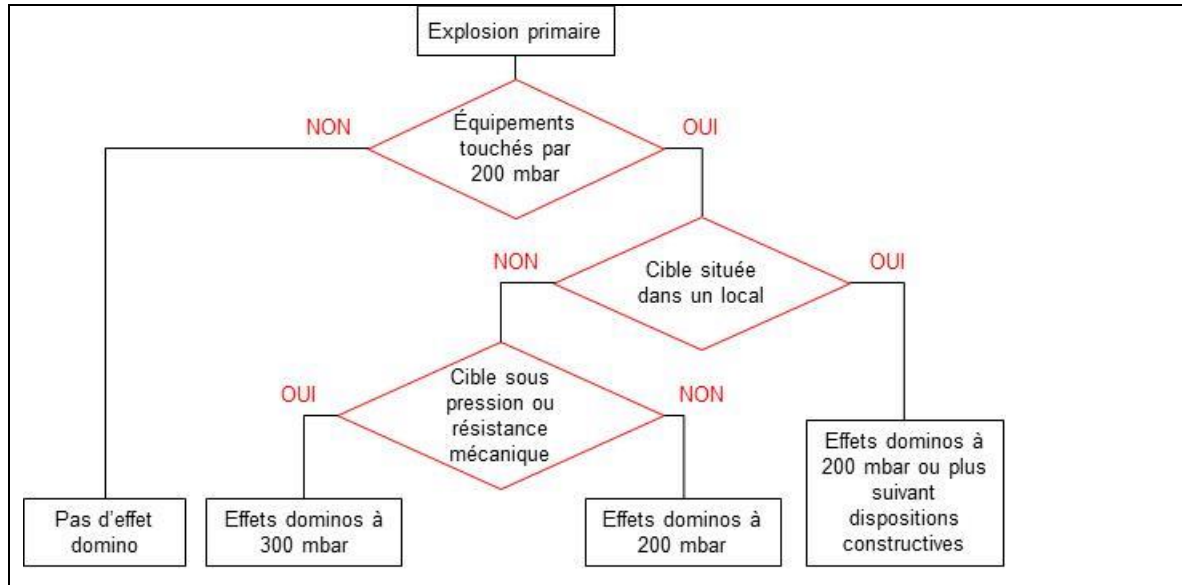 Explosion primaire
NON
Équipements
touchés par
200 mbar
OUI
NON
Cible située
dans un local
OUI
OUI
Cible sous
pression ou
résistance
mécanique
NON
Pas d'effet
domino
Effets dominos à
300 mbar
Effets dominos à
200 mbar
Effets dominos à
200 mbar ou plus
suivant
dispositions
constructives